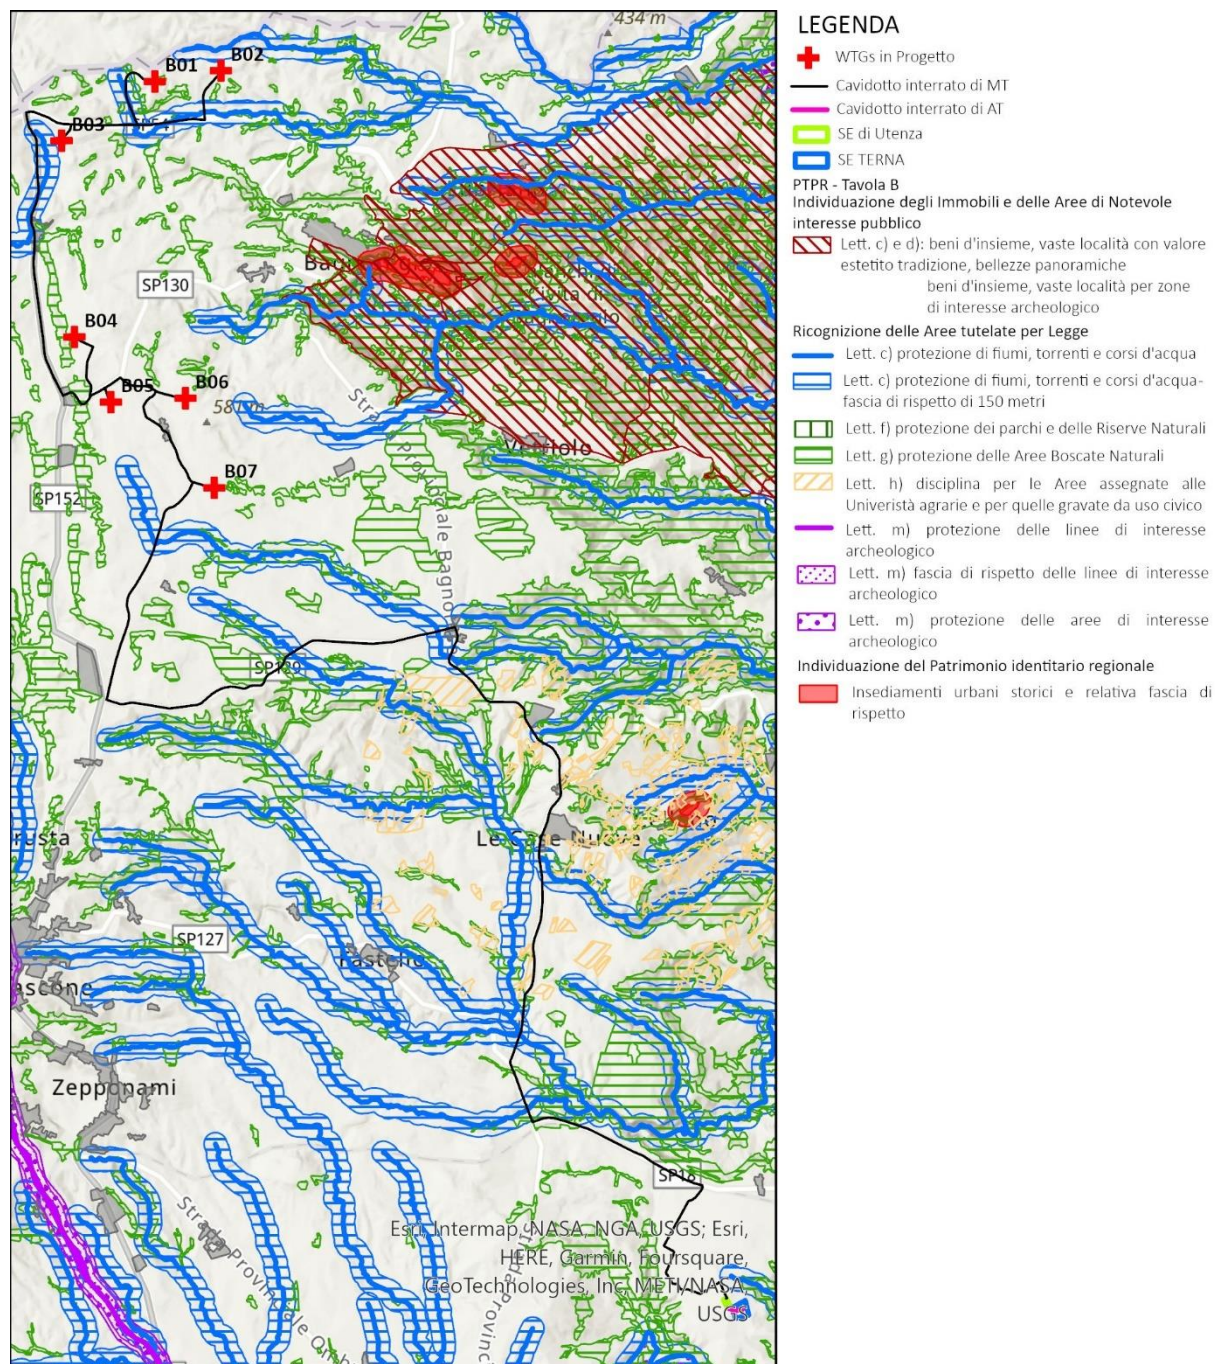 434 m
B02
B01
B03
SP130
B04
B06
B05
581 m
Vetriolo
B07
SP152
Strada Provinciale Bagno
SP129
Le Case Nuove
rusta
SP127
Fastello
ascone
Zepponami
SP18
Strada Provinciale
Strada Provinc
Esri, Intermap, NASA, NGA, USGS; Esri,
HERE, Garmin, Foursquare,
GeoTechnologies, Inc, METI/NASA,
USGS
LEGENDA
WTGs in Progetto
Cavidotto interrato di MT
Cavidotto interrato di AT
SE di Utenza
SE TERNA
PTPR - Tavola B
Individuazione degli Immobili e delle Aree di Notevole
interesse pubblico
Lett. c) e d): beni d'insieme, vaste località con valore
estetito tradizione, bellezze panoramiche
beni d'insieme, vaste località per zone
di interesse archeologico
Ricognizione delle Aree tutelate per Legge
Lett. c) protezione di fiumi, torrenti e corsi d'acqua
Lett. c) protezione di fiumi, torrenti e corsi d'acqua-
fascia di rispetto di 150 metri
Lett. f) protezione dei parchi e delle Riserve Naturali
Lett. g) protezione delle Aree Boscate Naturali
Lett. h) disciplina per le Aree assegnate alle
Univeristà agrarie e per quelle gravate da uso civico
Lett. m) protezione delle linee di interesse
archeologico
Lett. m) fascia di rispetto delle linee di interesse
archeologico
Lett. m) protezione delle aree di interesse
archeologico
Individuazione del Patrimonio identitario regionale
Insediamenti urbani storici e relativa fascia di
rispetto